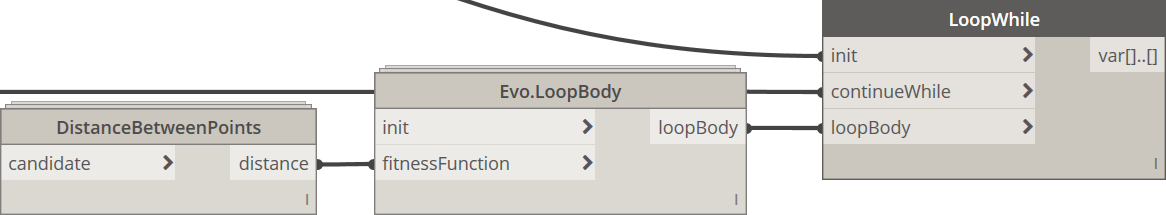 LoopWhile
init
var[]..[]
continueWhile
loopBody
Evo.LoopBody
init
loopBody
fitnessFunction
DistanceBetweenPoints
candidate
distance